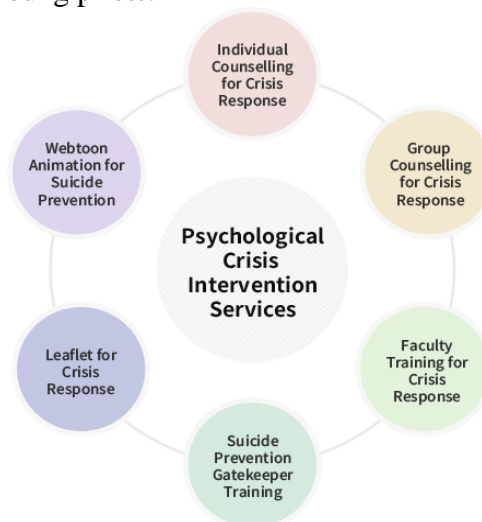 Individual
Counselling
for Crisis
Response
Group
Counselling
for Crisis
Response
Faculty
Training for
Crisis
Response
Suicide
Prevention
Gatekeeper
Training
Leaflet for
Crisis
Response
Webtoon
Animation for
Suicide
Prevention
Psychological
Crisis
Intervention
Services